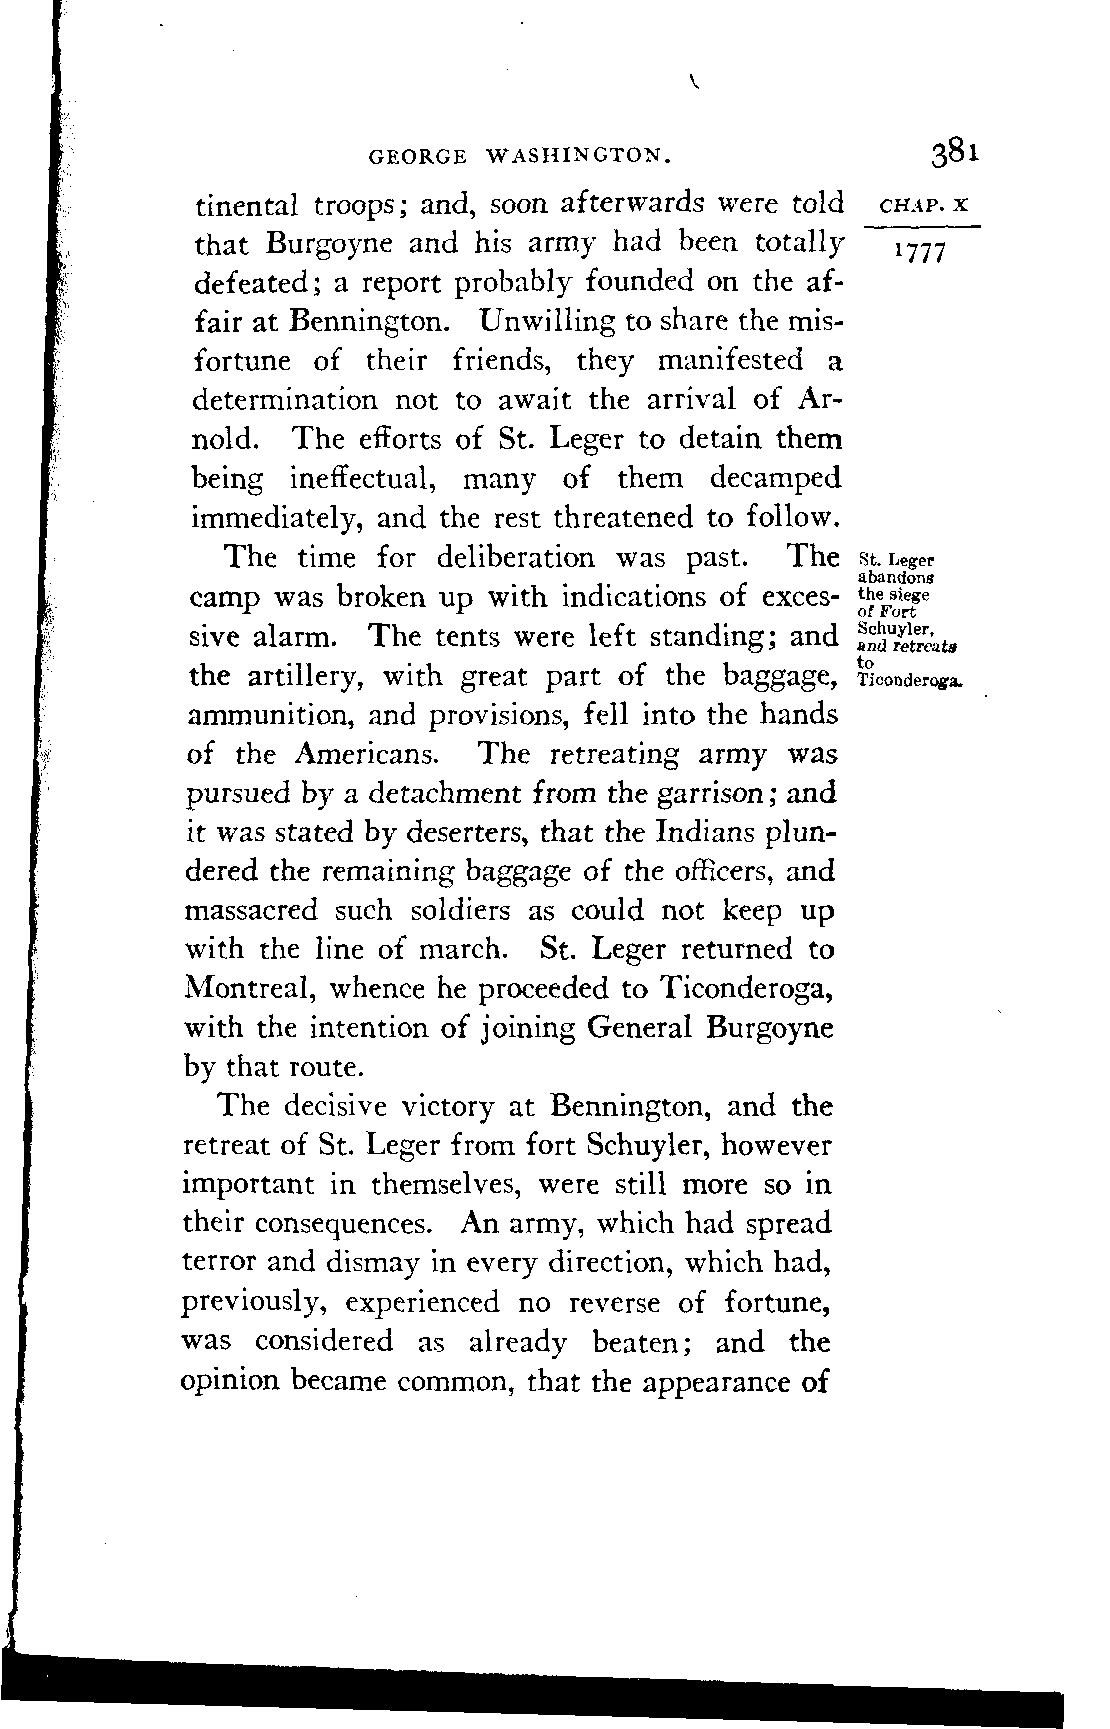 GEORGE WASHINGTON. 381
tinental troops; and, soon afterwards were told
CHAP. X
that Burgoyne and his army had been totally
1777
defeated; a report probably founded on the af-
fair at Bennington. Unwilling to share the mis-
fortune of their friends, they manifested a
determination not to await the arrival of Ar-
nold. The efforts of St. Leger to detain them
being ineffectual, many of them decamped
immediately, and the rest threatened to follow.
The time for deliberation was past. The
camp was broken up with indications of exces-
sive alarm. The tents were left standing; and
the artillery, with great part of the baggage,
St. Leger
abandons
the siege
of Fort
Schuyler,
and retreats
to
Ticonderoga.
ammunition, and provisions, fell into the hands
of the Americans. The retreating army was
pursued by a detachment from the garrison; and
it was stated by deserters, that the Indians plun-
dered the remaining baggage of the officers, and
massacred such soldiers as could not keep up
with the line of march. St. Leger returned to
Montreal, whence he proceeded to Ticonderoga,
with the intention of joining General Burgoyne
by that route.
The decisive victory at Bennington, and the
retreat of St. Leger from fort Schuyler, however
important in themselves, were still more so in
their consequences. An army, which had spread
terror and dismay in every direction, which had,
previously, experienced no reverse of fortune,
was considered as already beaten; and the
opinion became common, that the appearance of